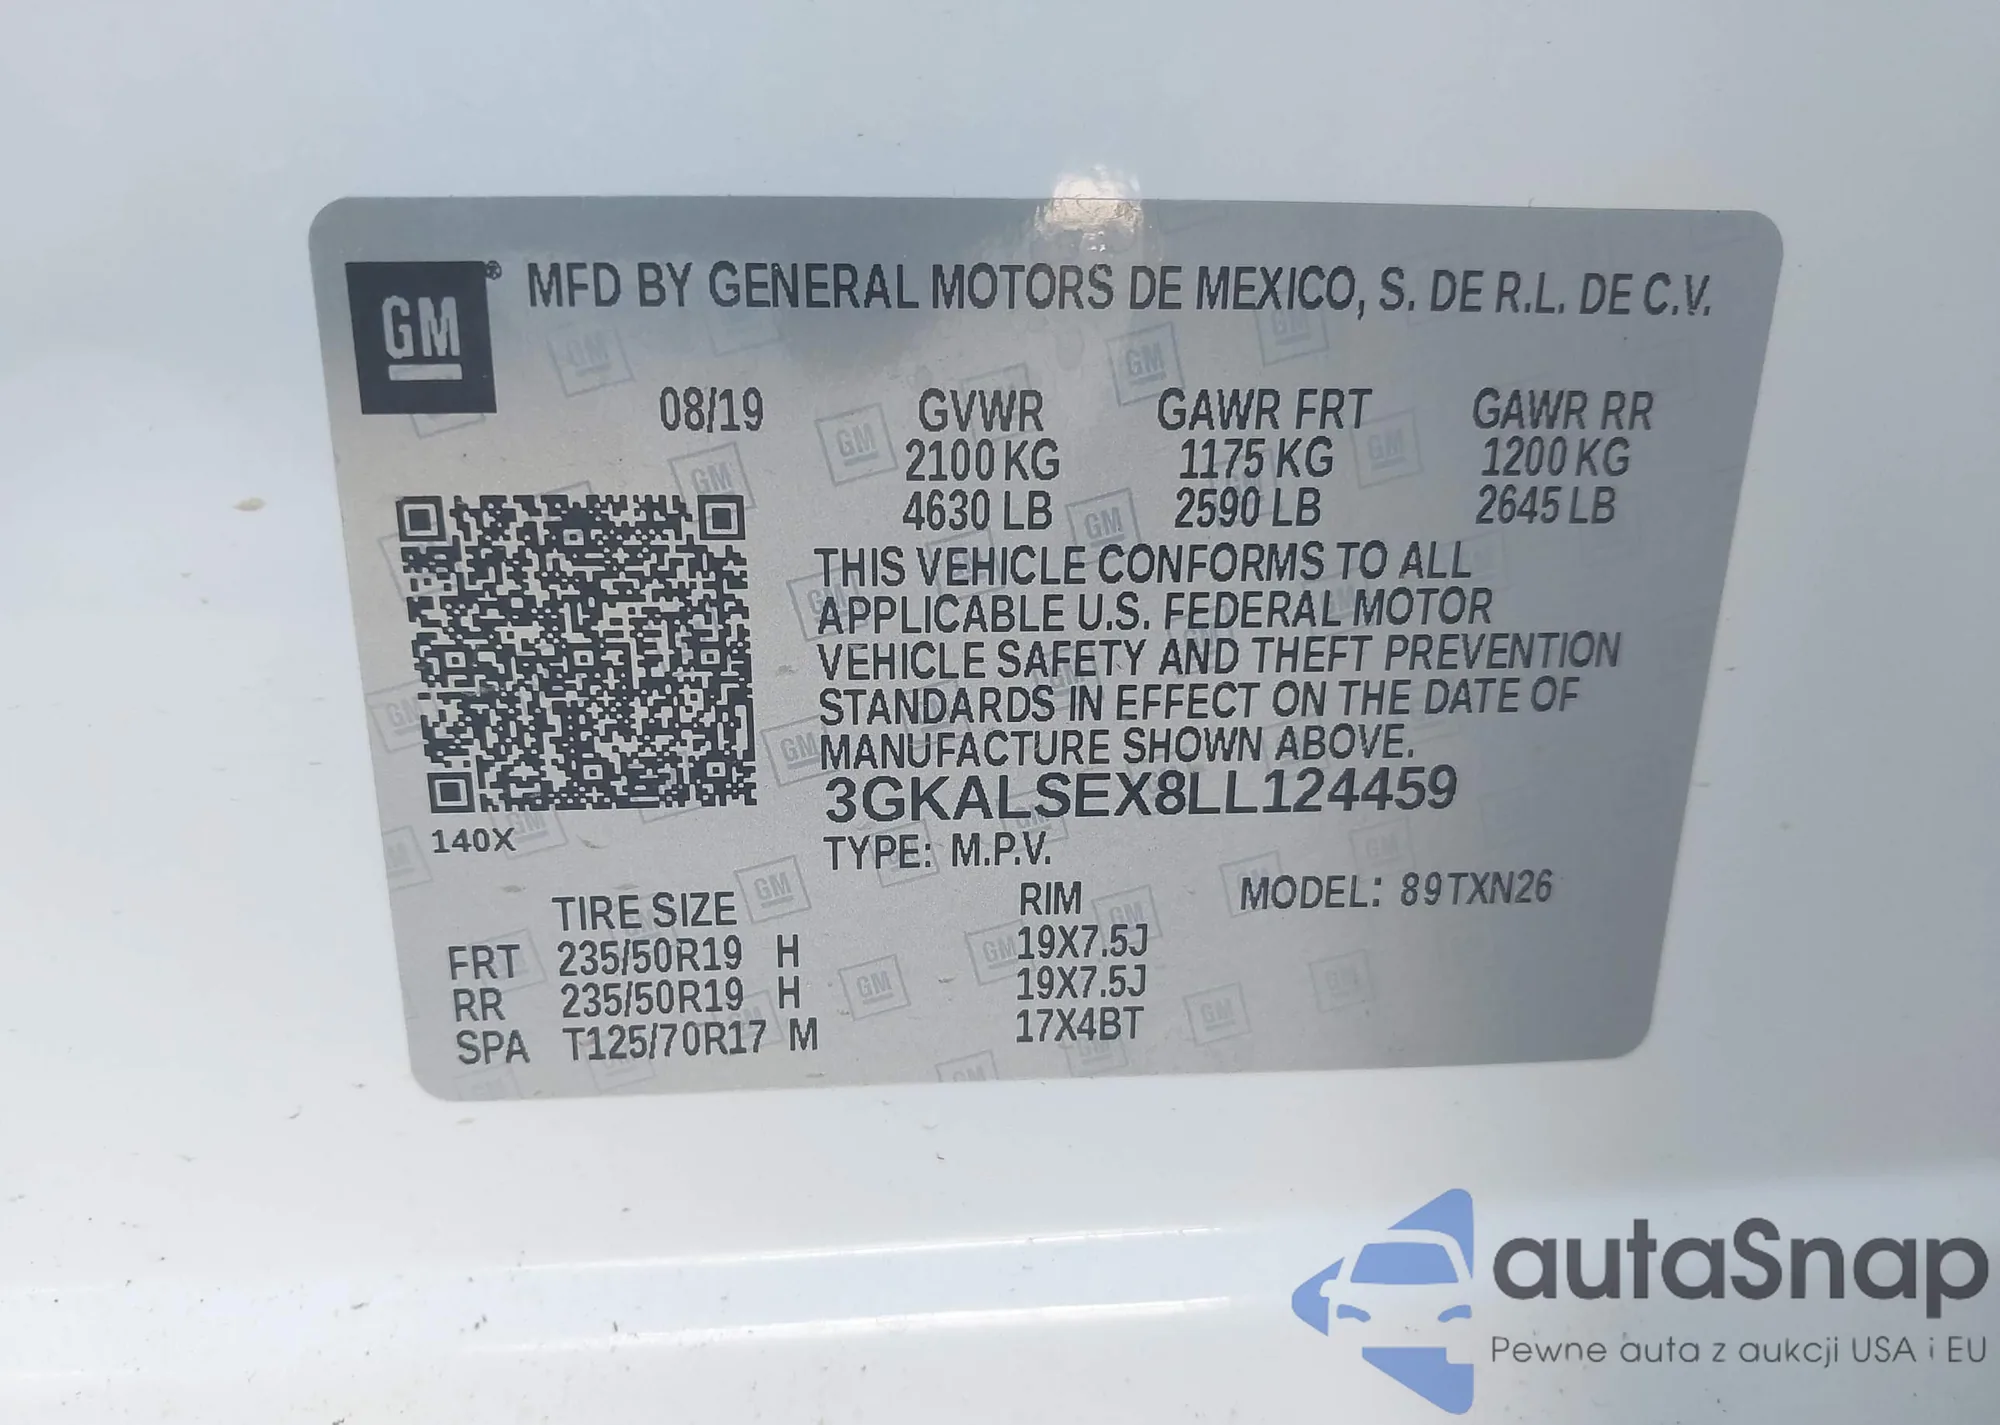 GM® MFD BY GENERAL MOTORS DE MEXICO, S. DE R.L. DE C.V.
08/19 GVWR GAWR FRT GAWR RR
2100 KG 1175 KG 1200 KG
4630 LB 2590 LB 2645 LB
THIS VEHICLE CONFORMS TO ALL
APPLICABLE U.S. FEDERAL MOTOR
VEHICLE SAFETY AND THEFT PREVENTION
STANDARDS IN EFFECT ON THE DATE OF
MANUFACTURE SHOWN ABOVE.
3GKALSEX8LL124459
140X
TYPE: M.P.V.
TIRE SIZE RIM MODEL: 89TXN26
FRT 235/50R19 H 19X7.5J
RR 235/50R19 H 19X7.5J
SPA T125/70R17 M 17X4BT
autaSnap
Pewne auta z aukcji USA i EU